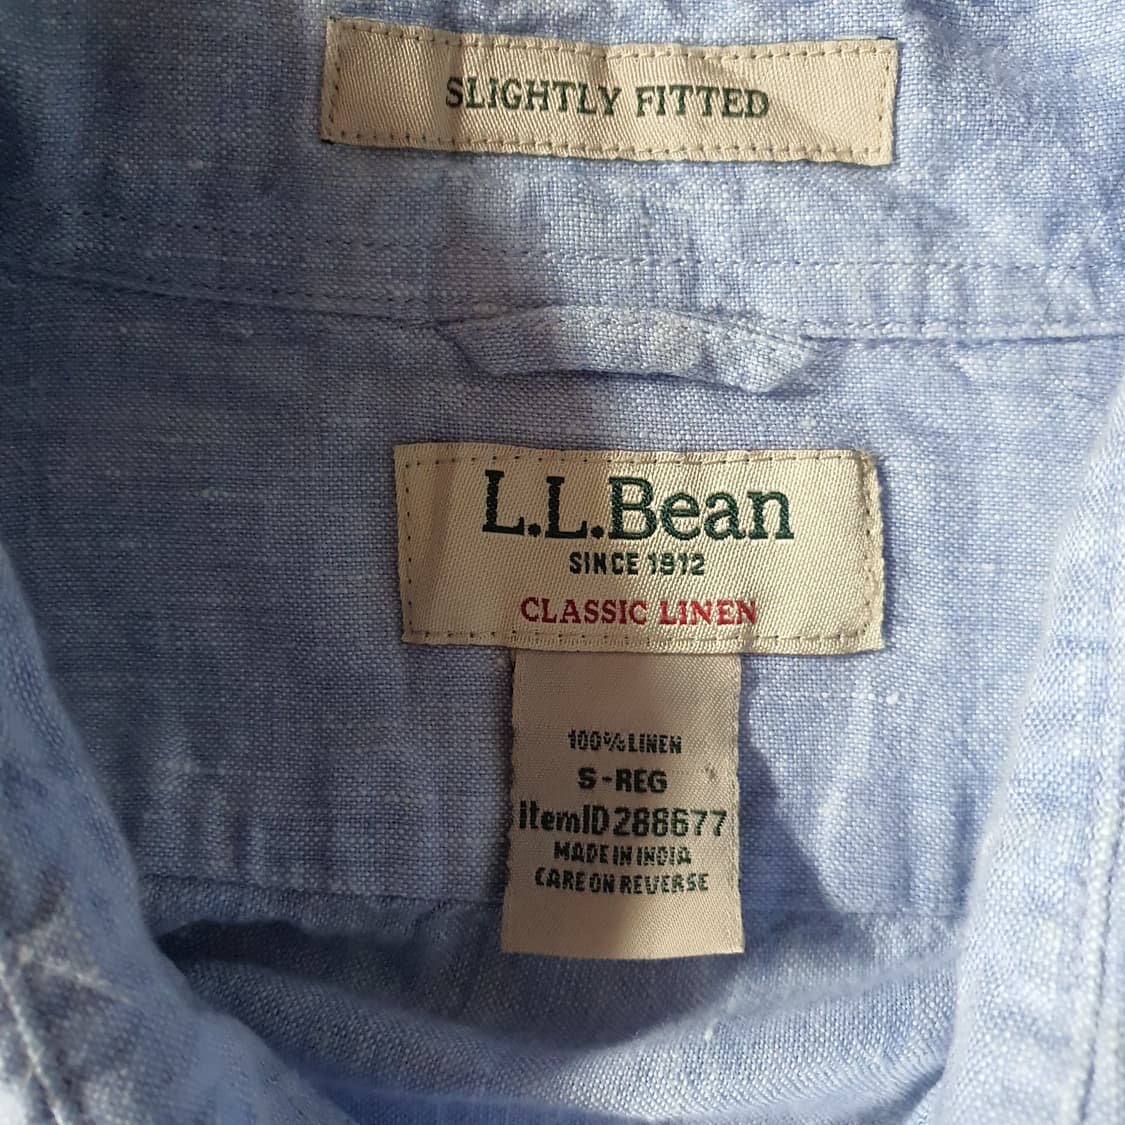 SLIGHTLY FITTED
L.L.Bean
SINCE 1912
CLASSIC LINEN
100% LINEN
S-REG
ItemID 288677
MADE IN INDIA
CARE ON REVERSE